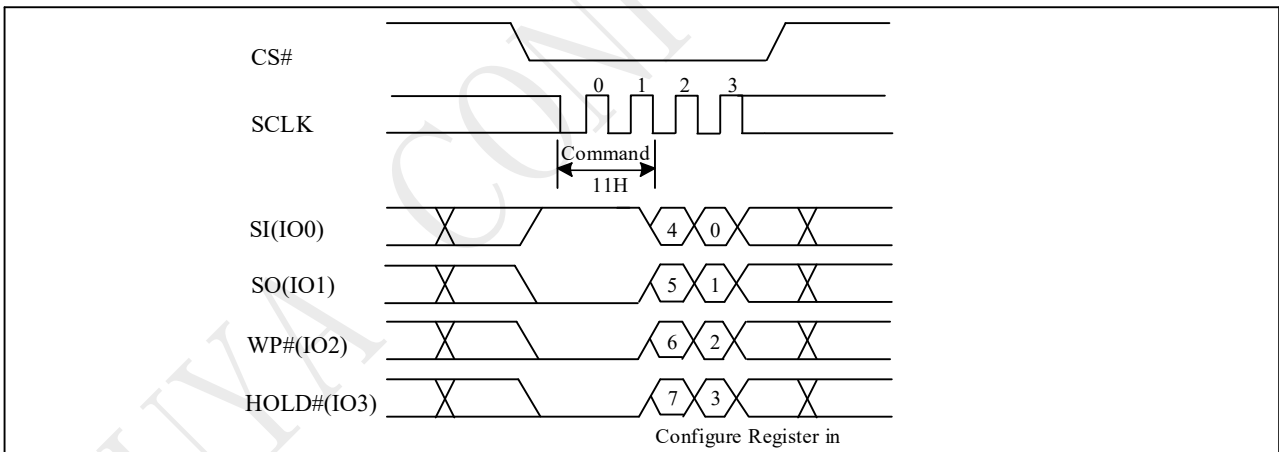 CS#
0 1 2 3
SCLK
Command
11H
SI(IO0) 4 0
SO(IO1) 5 1
WP#(IO2) 6 2
HOLD#(IO3) 7 3
Configure Register in